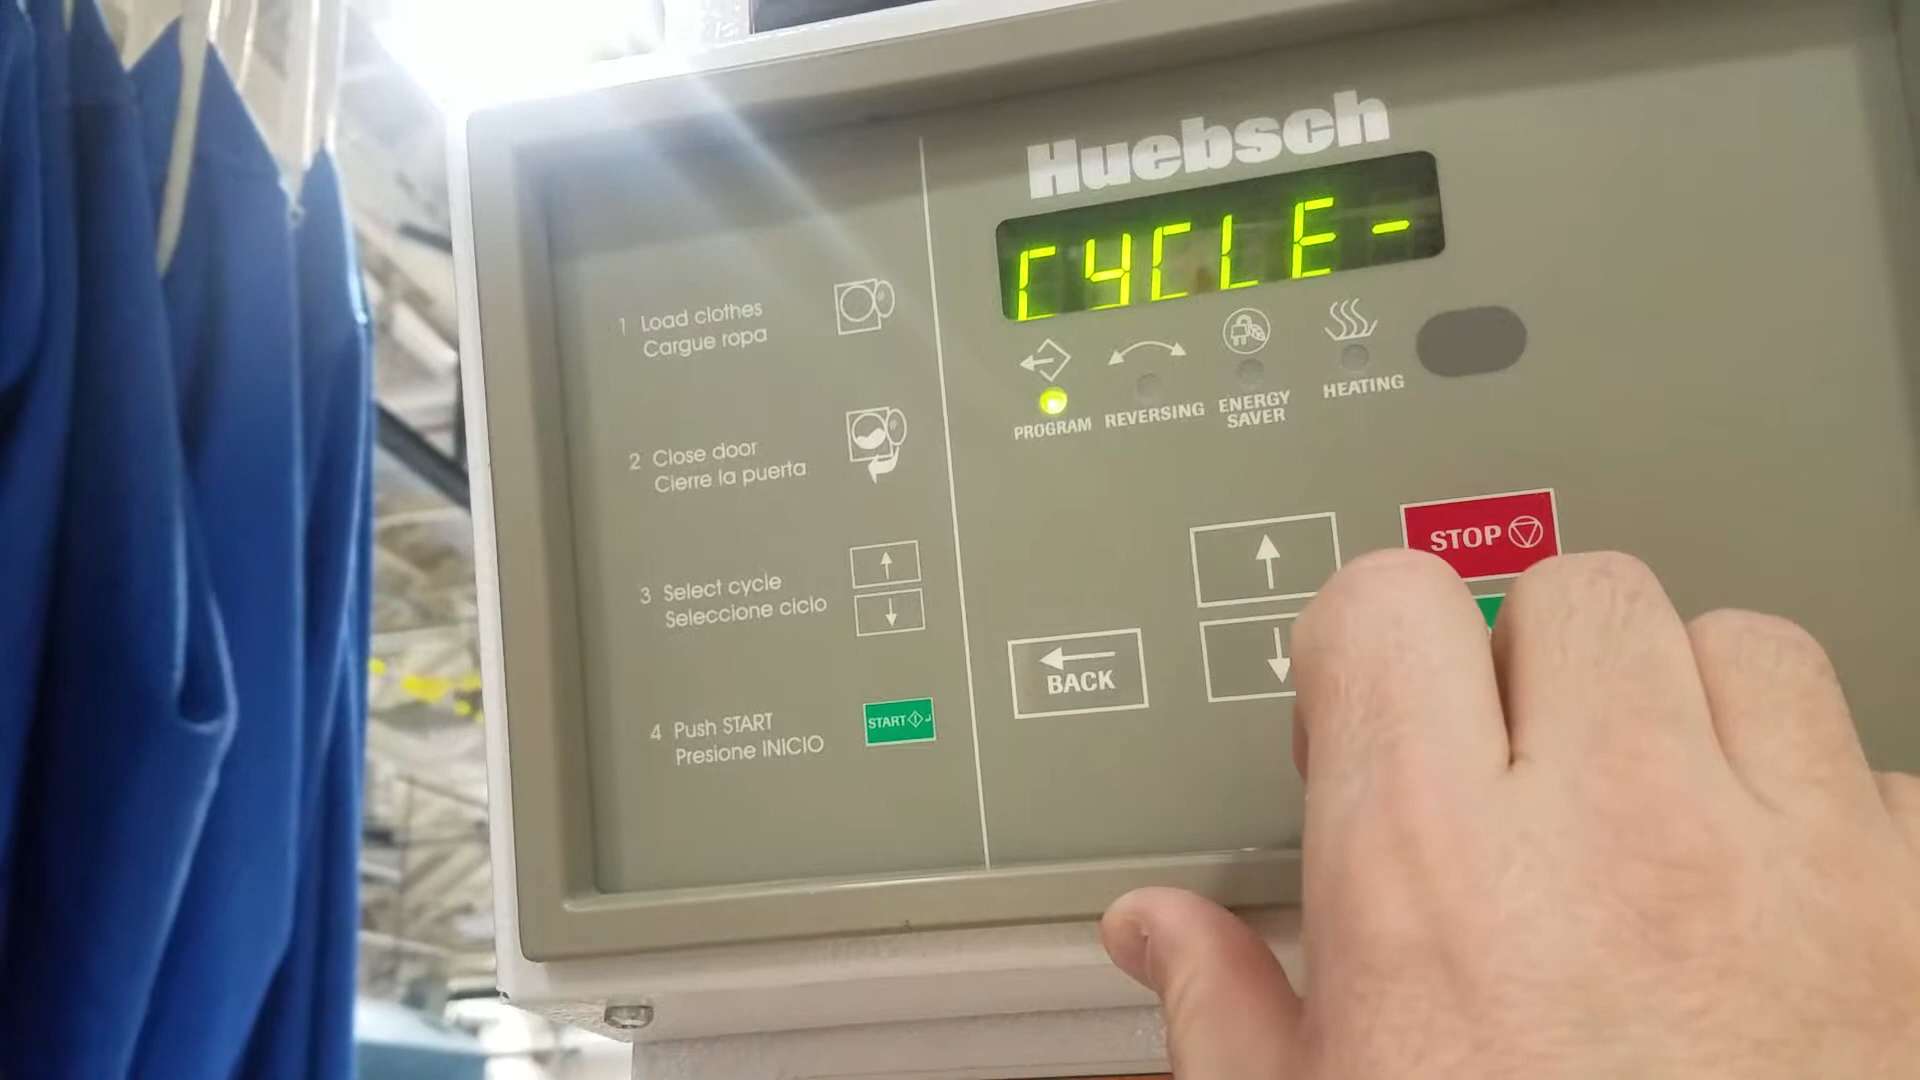 1 Load clothes
Cargue ropa
2 Close door
Cierre la puerta
3 Select cycle
Seleccione ciclo
4 Push START
Presione INICIO
START
Huebsch
CYCLE-
PROGRAM
REVERSING
ENERGY
SAVER
HEATING
STOP
BACK